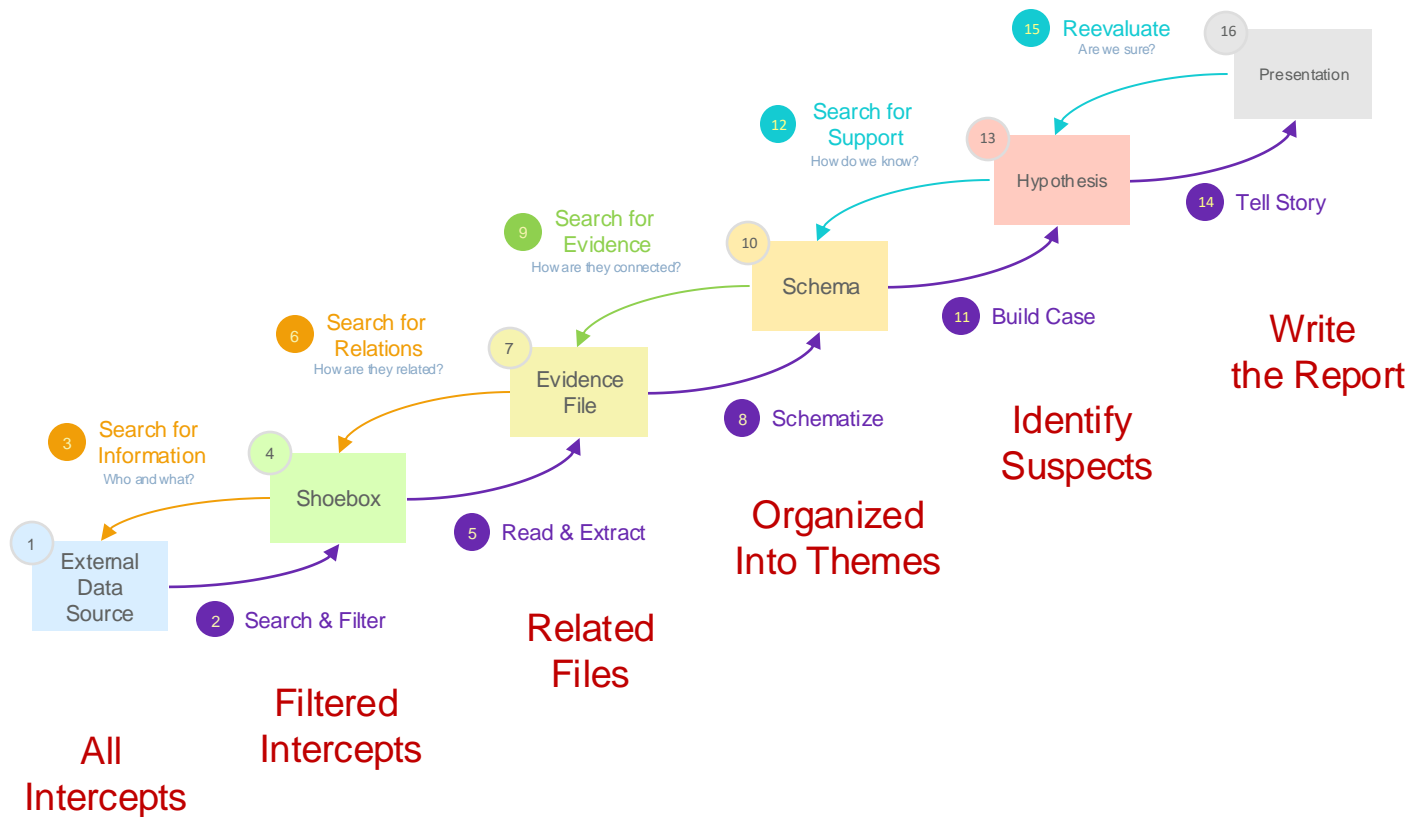 15
Reevaluate
Are we sure?
16
Presentation
12
Search for
Support
How do we know?
13
Hypothesis
14
Tell Story
9
Search for
Evidence
How are they connected?
10
Schema
11
Build Case
Write
the Report
6
Search for
Relations
How are they related?
7
Evidence
File
8
Schematize
Identify
Suspects
3
Search for
Information
Who and what?
4
Shoebox
5
Read & Extract
Organized
Into Themes
1
External
Data
Source
2
Search & Filter
Related
Files
Filtered
Intercepts
All
Intercepts